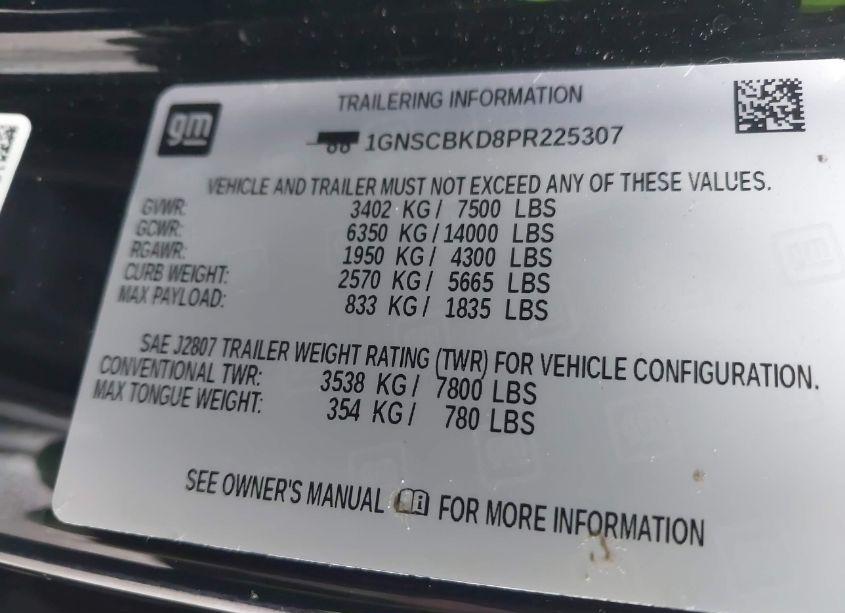 gm
TRAILERING INFORMATION
1GNSCBKD8PR225307
VEHICLE AND TRAILER MUST NOT EXCEED ANY OF THESE VALUES.
GVWR: 3402 KG / 7500 LBS
GCWR: 6350 KG / 14000 LBS
RGAWR: 1950 KG / 4300 LBS
CURB WEIGHT: 2570 KG / 5665 LBS
MAX PAYLOAD: 833 KG / 1835 LBS
SAE J2807 TRAILER WEIGHT RATING (TWR) FOR VEHICLE CONFIGURATION.
CONVENTIONAL TWR: 3538 KG / 7800 LBS
MAX TONGUE WEIGHT: 354 KG / 780 LBS
SEE OWNER'S MANUAL FOR MORE INFORMATION